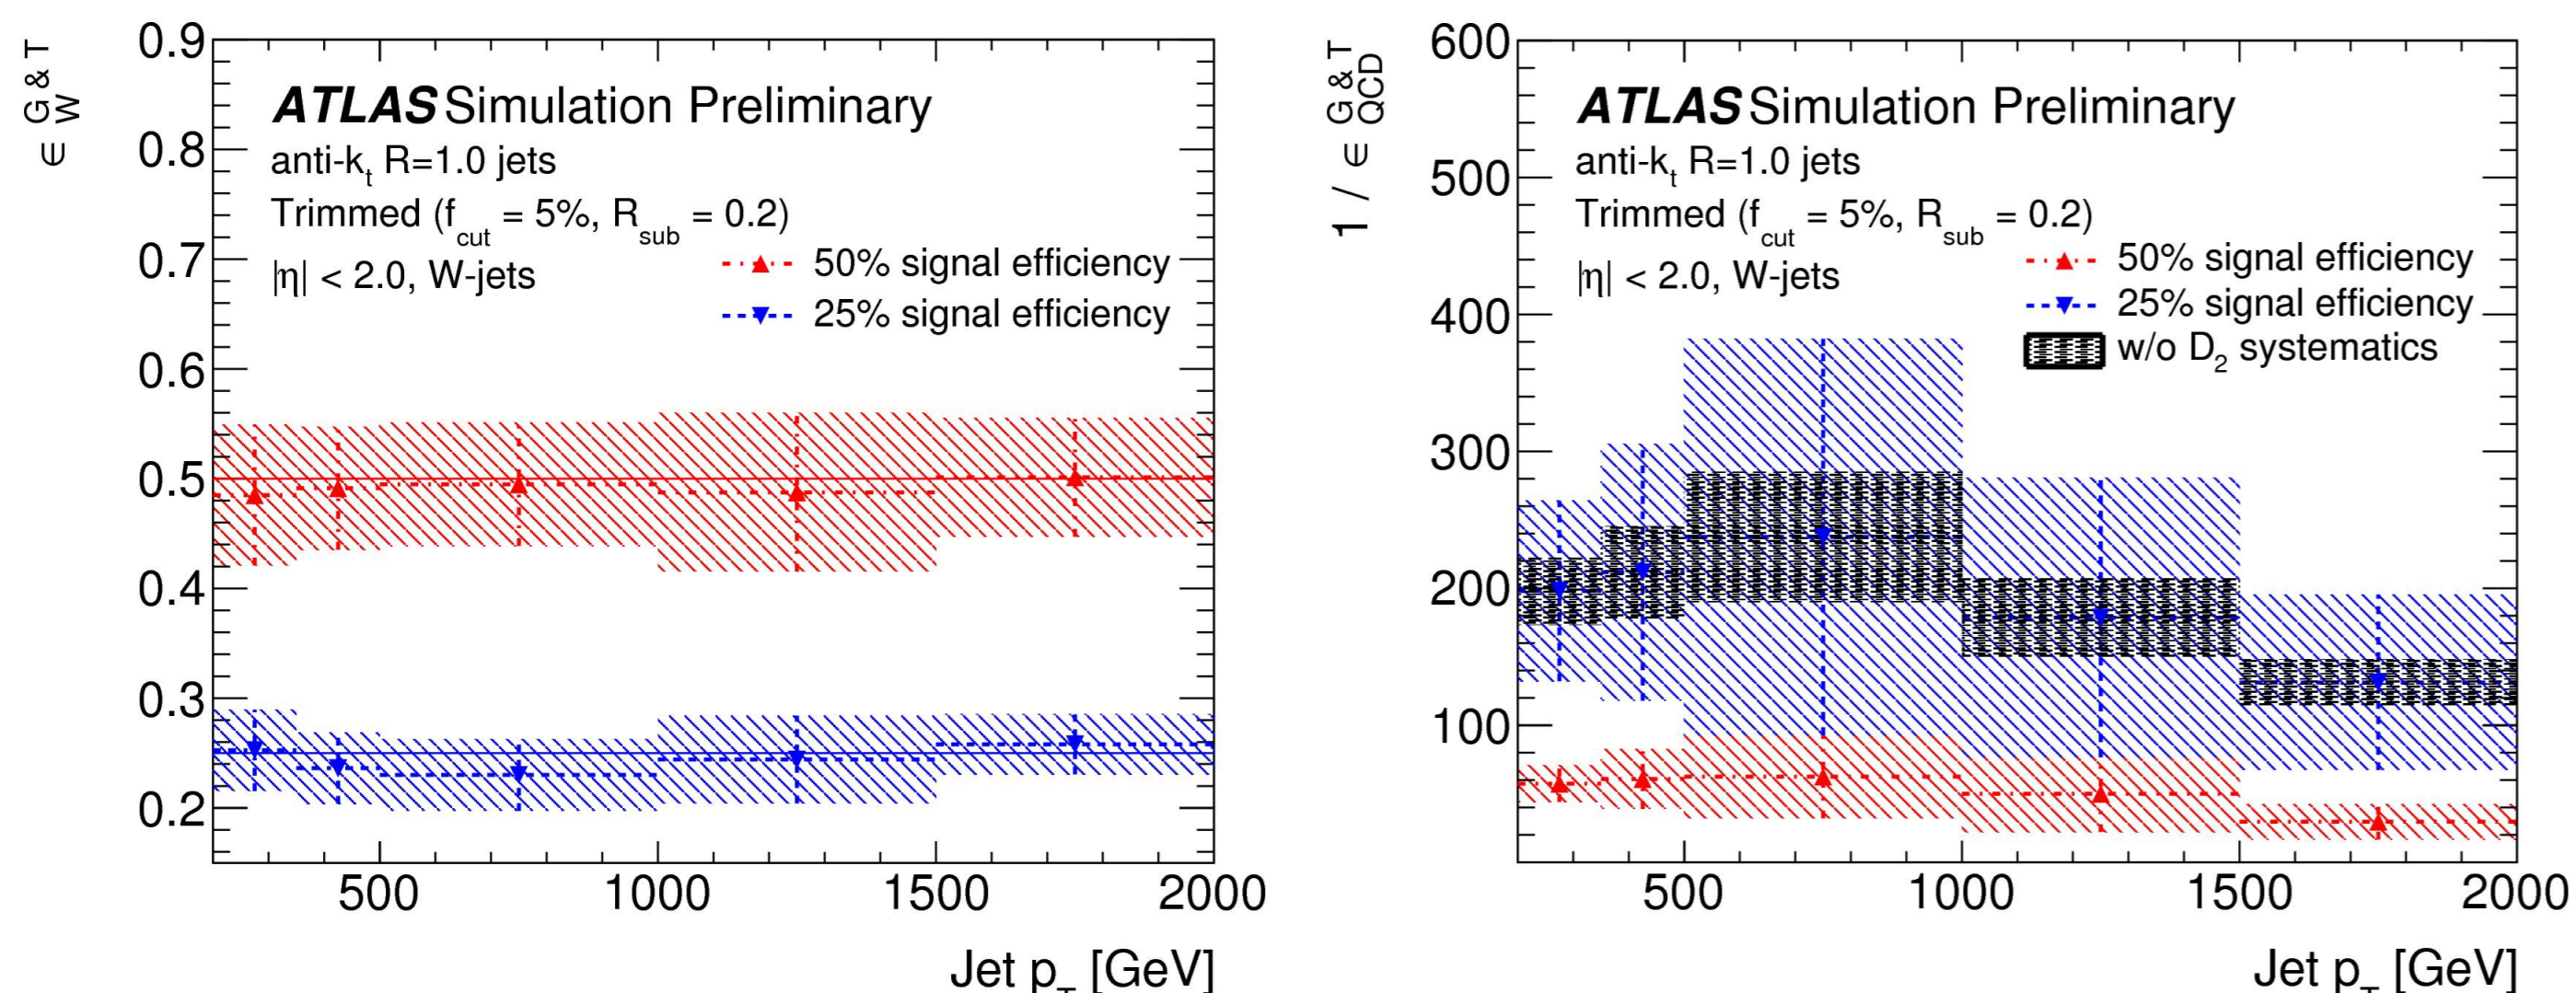 ϵ G & T W
0.9
0.8
0.7
0.6
0.5
0.4
0.3
0.2
ATLAS Simulation Preliminary
anti-kt R=1.0 jets
Trimmed (fcut = 5%, Rsub = 0.2)
|η| < 2.0, W-jets
50% signal efficiency
25% signal efficiency
500 1000 1500 2000
Jet pT [GeV]
1 / ϵ G & T QCD
600
500
400
300
200
100
ATLAS Simulation Preliminary
anti-kt R=1.0 jets
Trimmed (fcut = 5%, Rsub = 0.2)
|η| < 2.0, W-jets
50% signal efficiency
25% signal efficiency
w/o D2 systematics
500 1000 1500 2000
Jet pT [GeV]